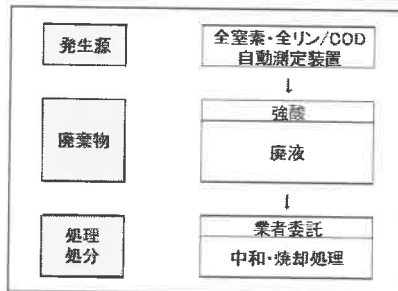 発生源
全窒素・全リン/COD
自動測定装置
↓
廃棄物
強酸
廃液
↓
処理
処分
業者委託
中和・焼却処理